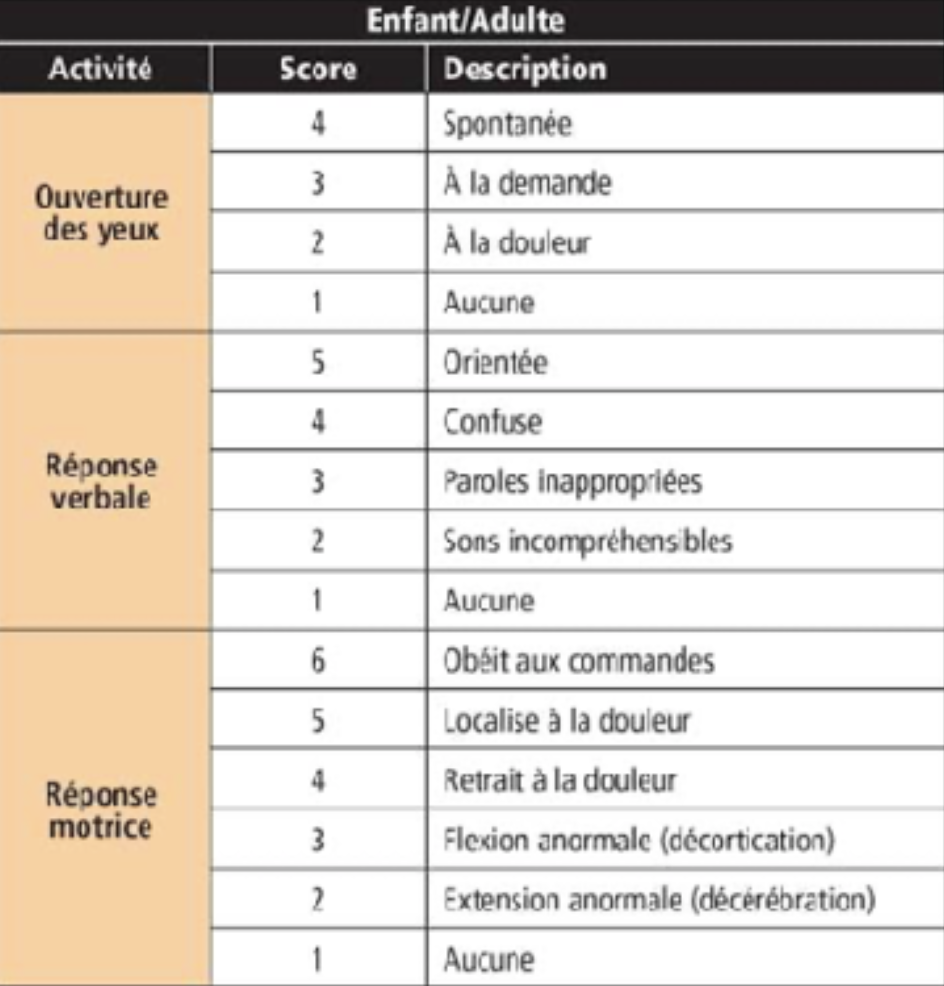 Enfant/Adulte
Activité Score Description
Ouverture
des yeux
4 Spontanée
3 À la demande
2 À la douleur
1 Aucune
Réponse
verbale
5 Orientée
4 Confuse
3 Paroles inappropriées
2 Sons incompréhensibles
1 Aucune
Réponse
motrice
6 Obéit aux commandes
5 Localise à la douleur
4 Retrait à la douleur
3 Flexion anormale (décortication)
2 Extension anormale (décérébration)
1 Aucune